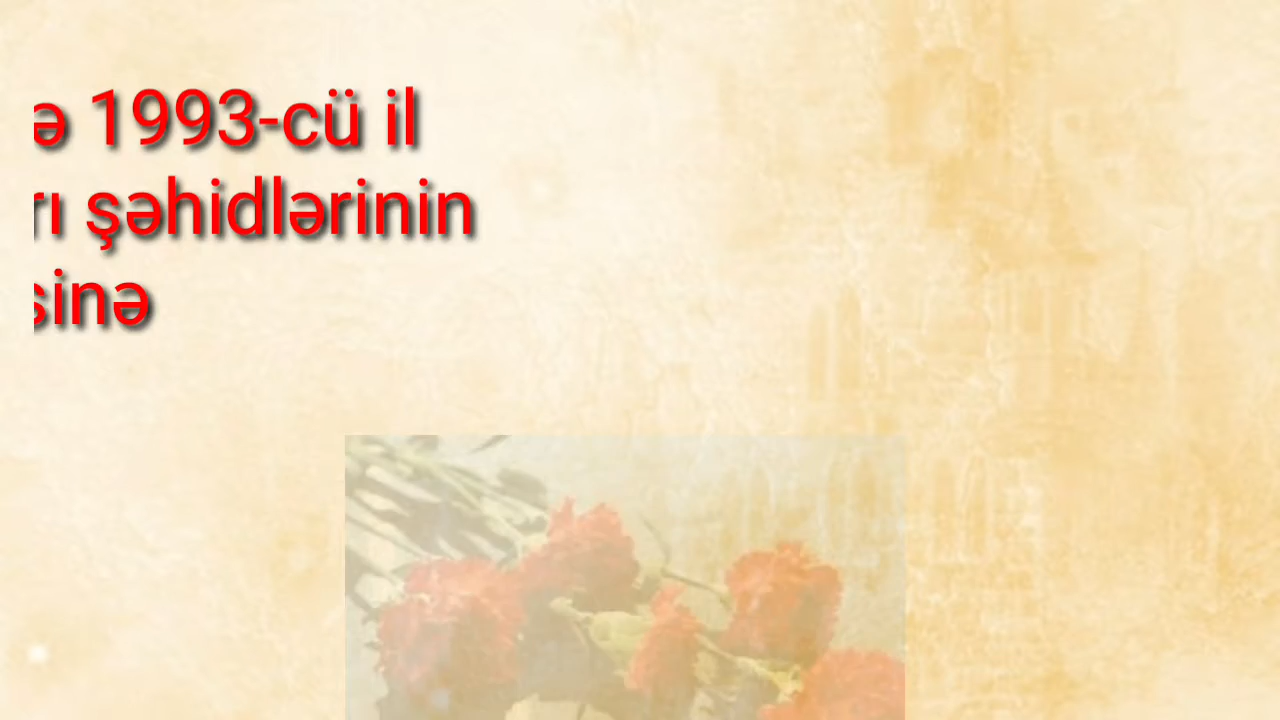 ə 1993-cü il
rı şəhidlərinin
sinə